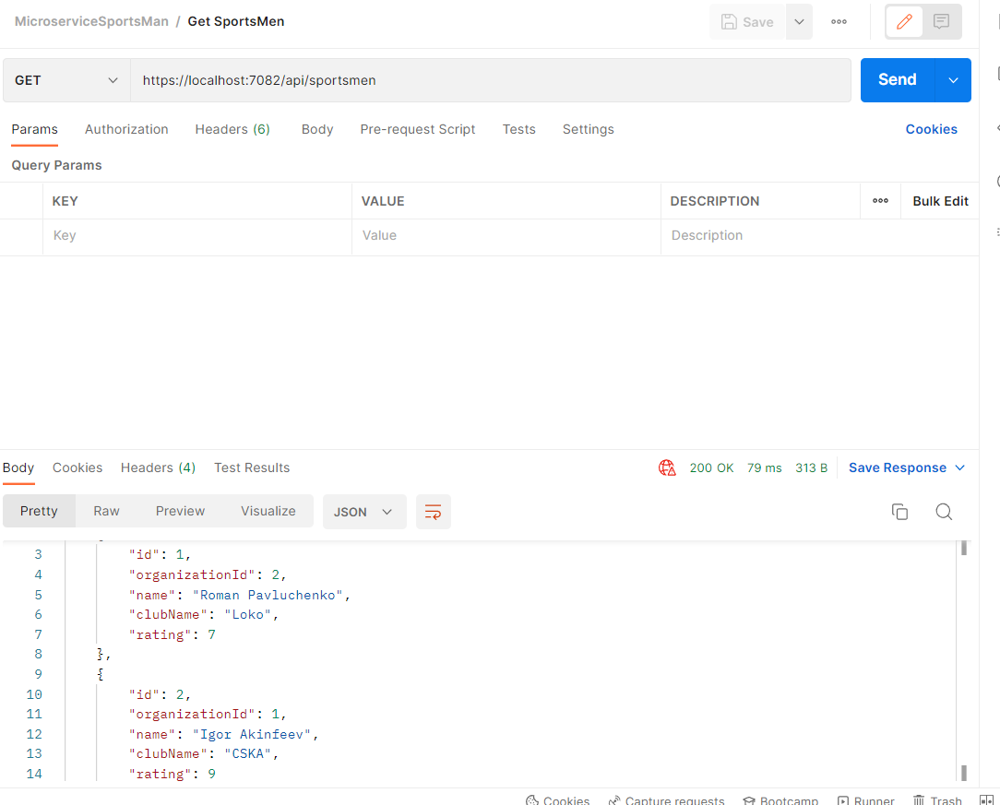 MicroserviceSportsMan / Get SportsMen
Save
GET https://localhost:7082/api/sportsmen Send
Params Authorization Headers (6) Body Pre-request Script Tests Settings Cookies
Query Params
KEY VALUE DESCRIPTION Bulk Edit
Key Value Description
Body Cookies Headers (4) Test Results 200 OK 79 ms 313 B Save Response
Pretty Raw Preview Visualize JSON
3 "id": 1,
4 "organizationId": 2,
5 "name": "Roman Pavluchenko",
6 "clubName": "Loko",
7 "rating": 7
8 },
9 {
10 "id": 2,
11 "organizationId": 1,
12 "name": "Igor Akinfeev",
13 "clubName": "CSKA",
14 "rating": 9
Cookies Capture requests Bootcamp Runner Trash